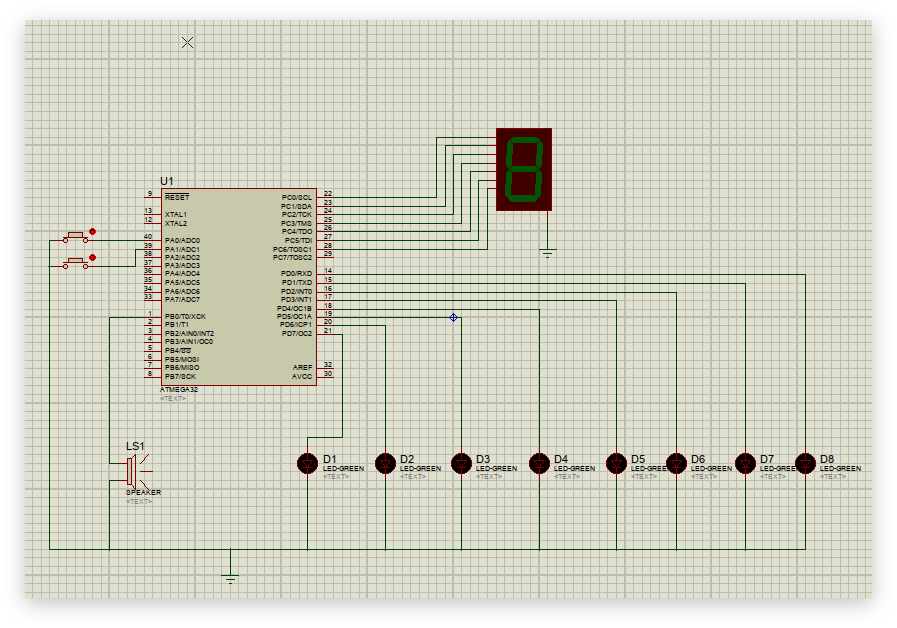 U1
9 RESET
13 XTAL1
12 XTAL2
40 PA0/ADC0
39 PA1/ADC1
38 PA2/ADC2
37 PA3/ADC3
36 PA4/ADC4
35 PA5/ADC5
34 PA6/ADC6
33 PA7/ADC7
1 PB0/T0/XCK
2 PB1/T1
3 PB2/AIN0/INT2
4 PB3/AIN1/OC0
5 PB4/SS
6 PB5/MOSI
7 PB6/MISO
8 PB7/SCK
PC0/SCL 22
PC1/SDA 23
PC2/TCK 24
PC3/TMS 25
PC4/TDO 26
PC5/TDI 27
PC6/TOSC1 28
PC7/TOSC2 29
PD0/RXD 14
PD1/TXD 15
PD2/INT0 16
PD3/INT1 17
PD4/OC1B 18
PD5/OC1A 19
PD6/ICP1 20
PD7/OC2 21
AREF 32
AVCC 30
ATMEGA32
<TEXT>
LS1
SPEAKER
<TEXT>
D1
LED-GREEN
<TEXT>
D2
LED-GREEN
<TEXT>
D3
LED-GREEN
<TEXT>
D4
LED-GREEN
<TEXT>
D5
LED-GREEN
<TEXT>
D6
LED-GREEN
<TEXT>
D7
LED-GREEN
<TEXT>
D8
LED-GREEN
<TEXT>